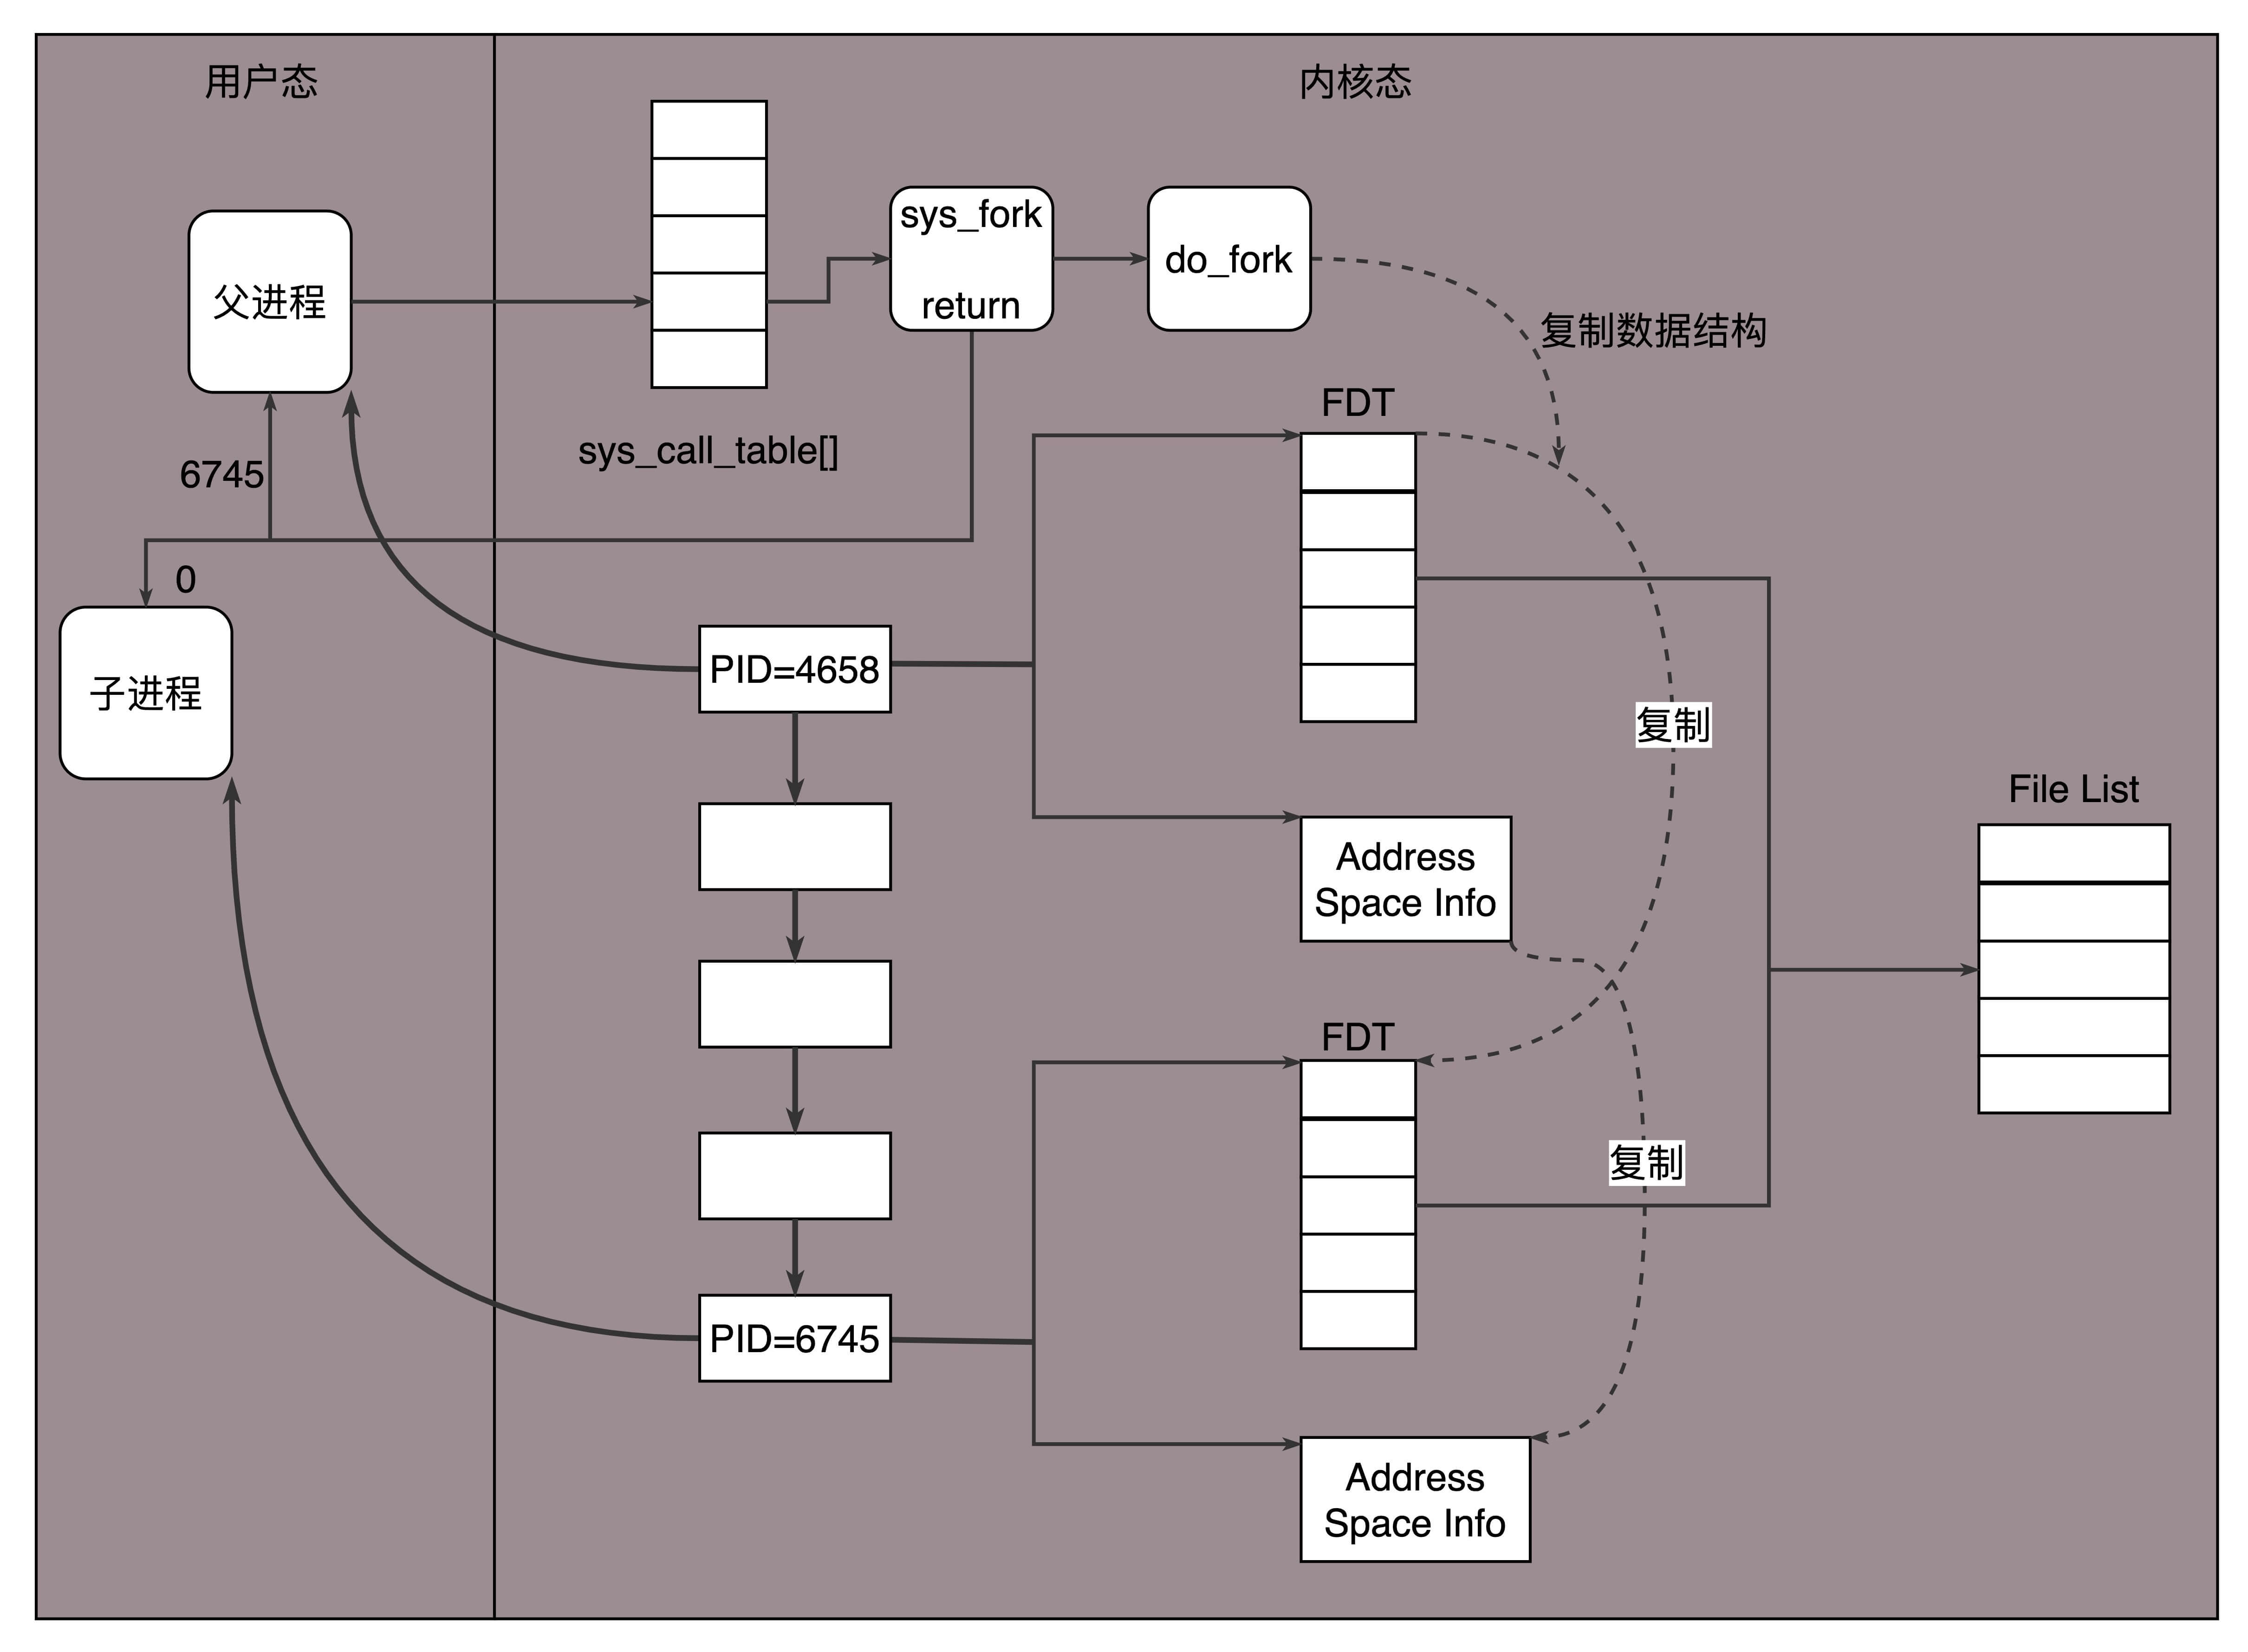 用户态
内核态
父进程
sys_fork
return
do_fork
复制数据结构
FDT
sys_call_table[]
6745
0
子进程
PID=4658
复制
File List
Address
Space Info
FDT
复制
PID=6745
Address
Space Info